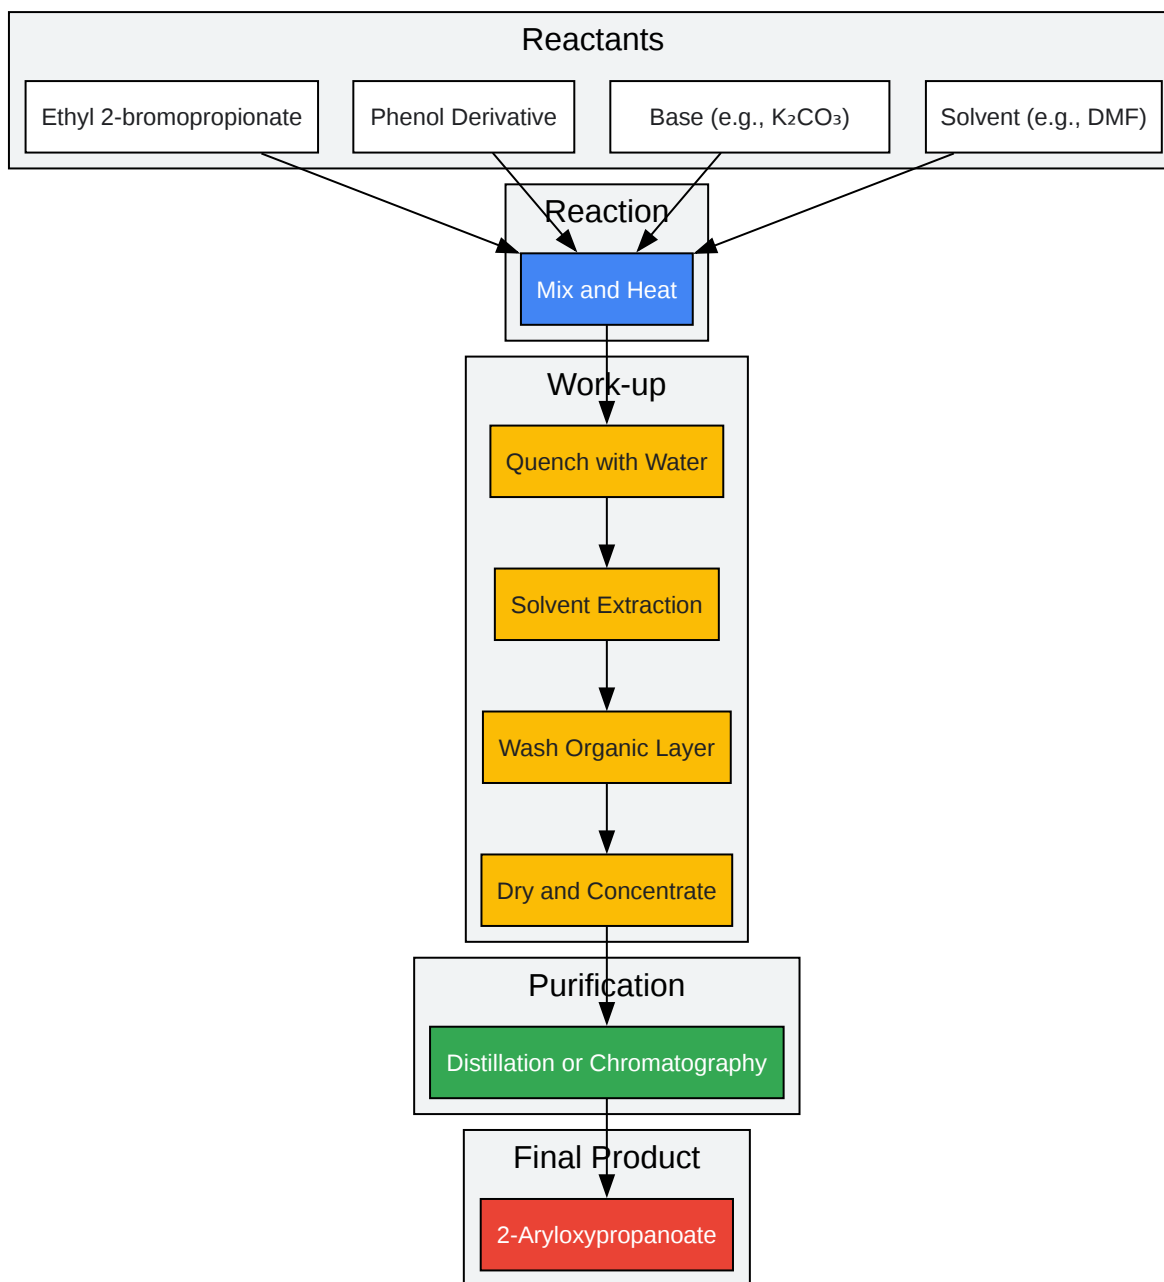 Reactants
Ethyl 2-bromopropionate
Phenol Derivative
Base (e.g., K₂CO₃)
Solvent (e.g., DMF)
Reaction
Mix and Heat
Work-up
Quench with Water
Solvent Extraction
Wash Organic Layer
Dry and Concentrate
Purification
Distillation or Chromatography
Final Product
2-Aryloxypropanoate